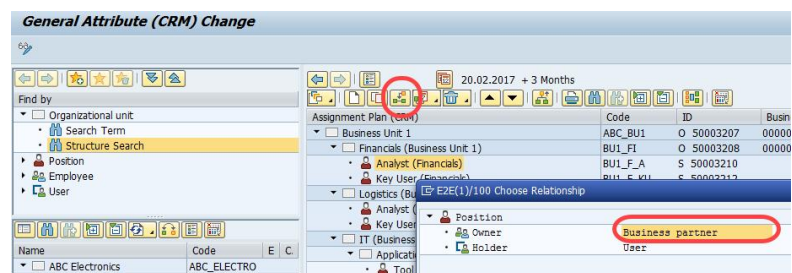 General Attribute (CRM) Change
20.02.2017 + 3 Months
Find by
Organizational unit
Search Term
Structure Search
Position
Employee
User
Name Code E C.
ABC Electronics ABC_ELECTRO
Assignment Plan (CRM) Code ID Busin
Business Unit 1 ABC_BU1 O 50003207 00000
Financials (Business Unit 1) BU1_FI O 50003208 00000
Analyst (Financials) BU1_F_A S 50003210
Key User (Financials) BU1_F_KU S 50003212
Logistics (Bu
Analyst (
Key User
IT (Business
Applicati
Tool
E2E(1)/100 Choose Relationship
Position
Owner Business partner
Holder User